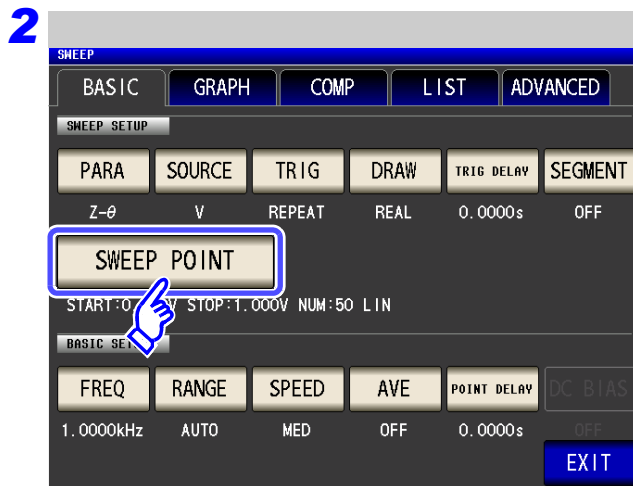 2
SWEEP
BASIC GRAPH COMP LIST ADVANCED
SWEEP SETUP
PARA SOURCE TRIG DRAW TRIG DELAY SEGMENT
Z-θ V REPEAT REAL 0.0000s OFF
SWEEP POINT
START:0. V STOP:1.000V NUM:50 LIN
BASIC SE
FREQ RANGE SPEED AVE POINT DELAY DC BIAS
1.0000kHz AUTO MED OFF 0.0000s OFF
EXIT